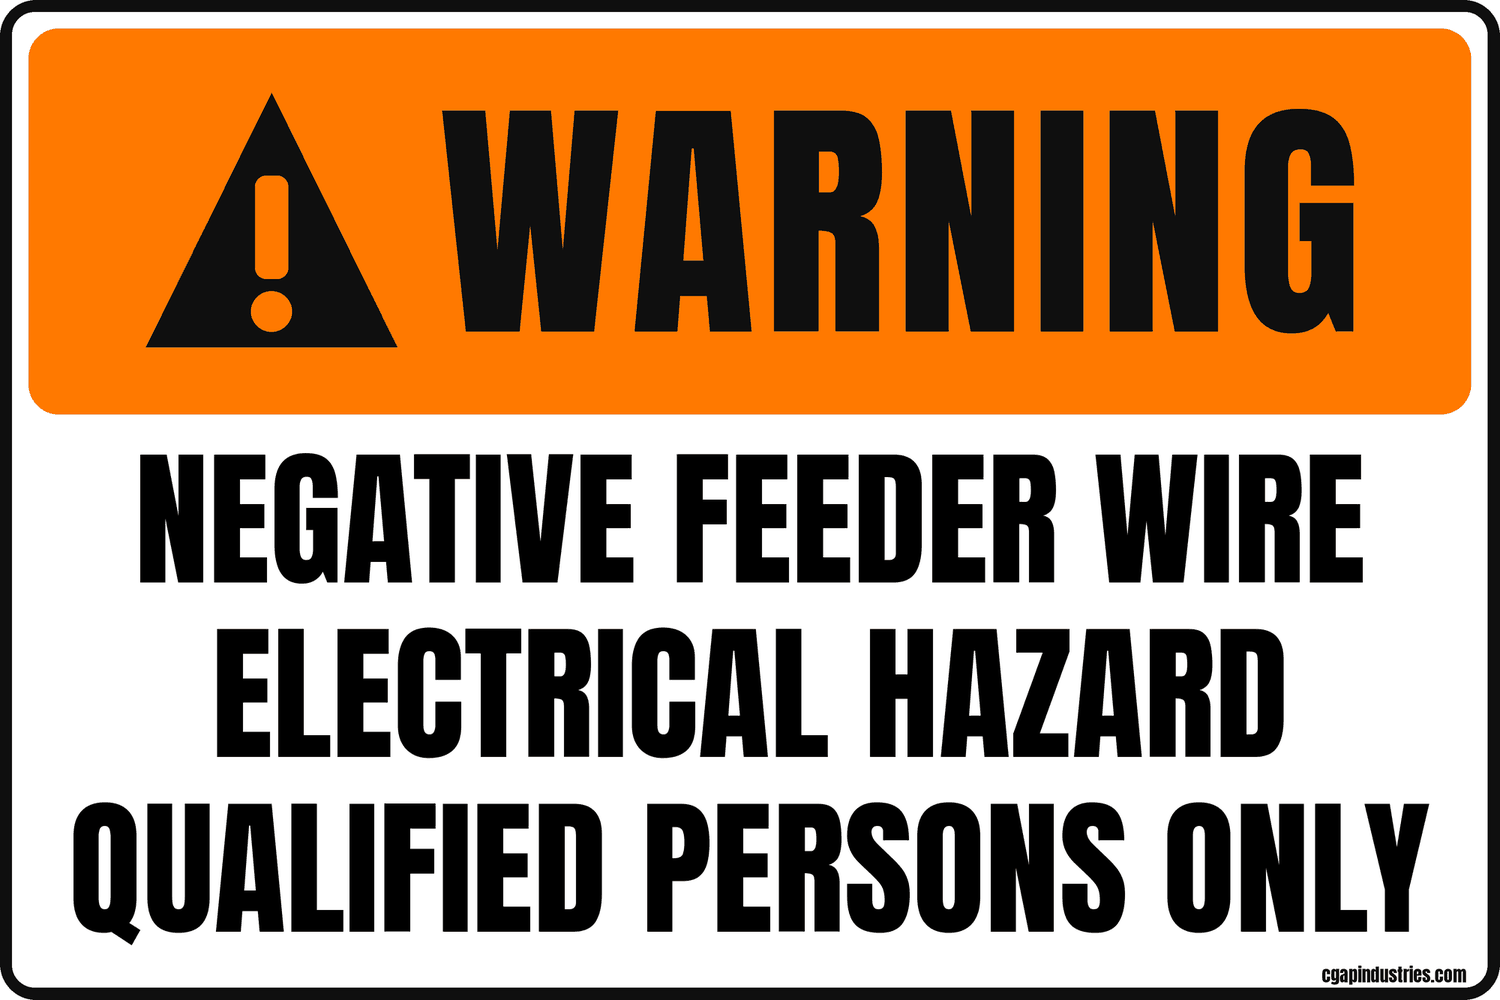 WARNING
NEGATIVE FEEDER WIRE
ELECTRICAL HAZARD
QUALIFIED PERSONS ONLY
cgapindustries.com